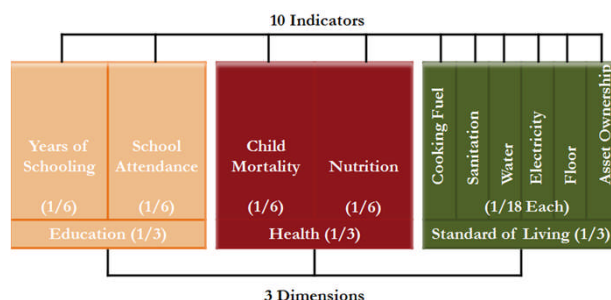 10 Indicators
Years of
Schooling
(1/6)
School
Attendance
(1/6)
Education (1/3)
Child
Mortality
(1/6)
Nutrition
(1/6)
Health (1/3)
Cooking Fuel
Sanitation
Water
Electricity
Floor
Asset Ownership
(1/18 Each)
Standard of Living (1/3)
3 Dimensions